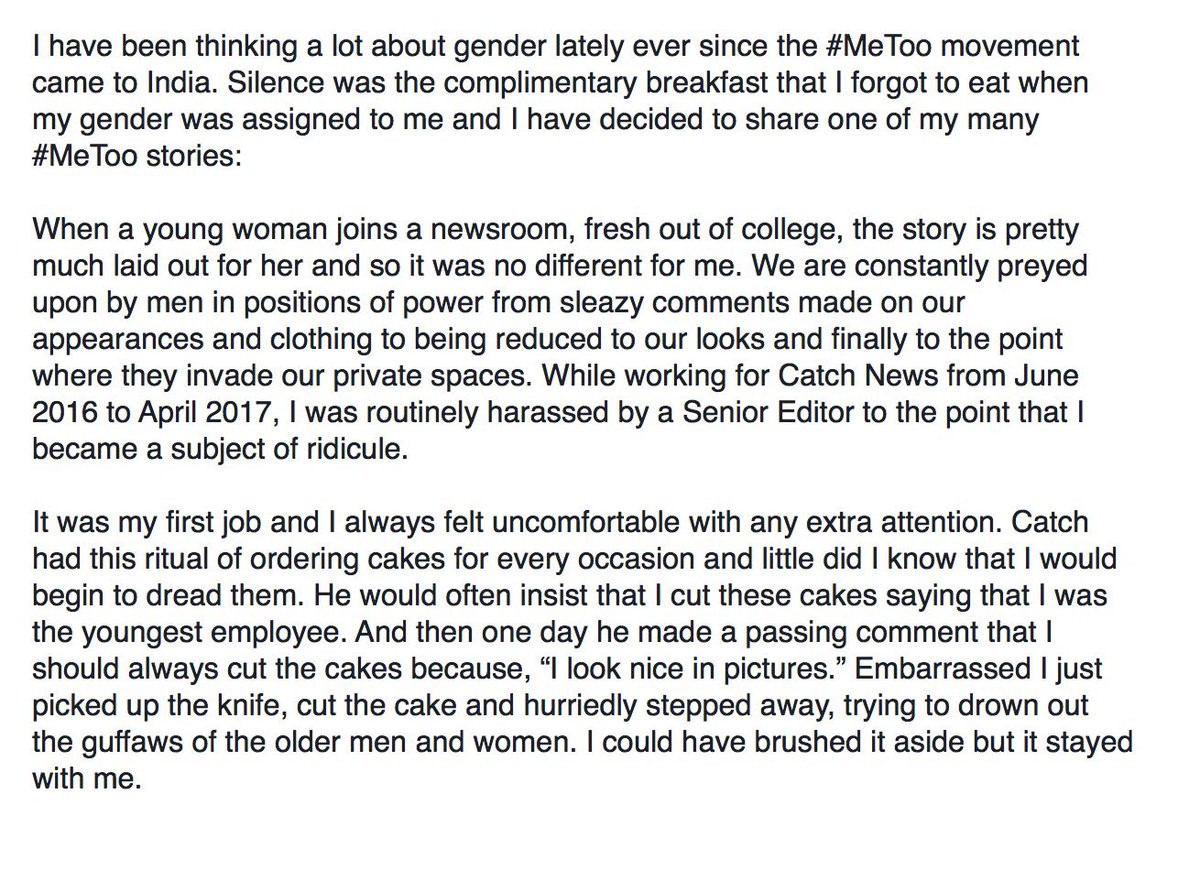 I have been thinking a lot about gender lately ever since the #MeToo movement
came to India. Silence was the complimentary breakfast that I forgot to eat when
my gender was assigned to me and I have decided to share one of my many
#MeToo stories:
When a young woman joins a newsroom, fresh out of college, the story is pretty
much laid out for her and so it was no different for me. We are constantly preyed
upon by men in positions of power from sleazy comments made on our
appearances and clothing to being reduced to our looks and finally to the point
where they invade our private spaces. While working for Catch News from June
2016 to April 2017, I was routinely harassed by a Senior Editor to the point that I
became a subject of ridicule.
It was my first job and I always felt uncomfortable with any extra attention. Catch
had this ritual of ordering cakes for every occasion and little did I know that I would
begin to dread them. He would often insist that I cut these cakes saying that I was
the youngest employee. And then one day he made a passing comment that I
should always cut the cakes because, “I look nice in pictures.” Embarrassed I just
picked up the knife, cut the cake and hurriedly stepped away, trying to drown out
the guffaws of the older men and women. I could have brushed it aside but it stayed
with me.